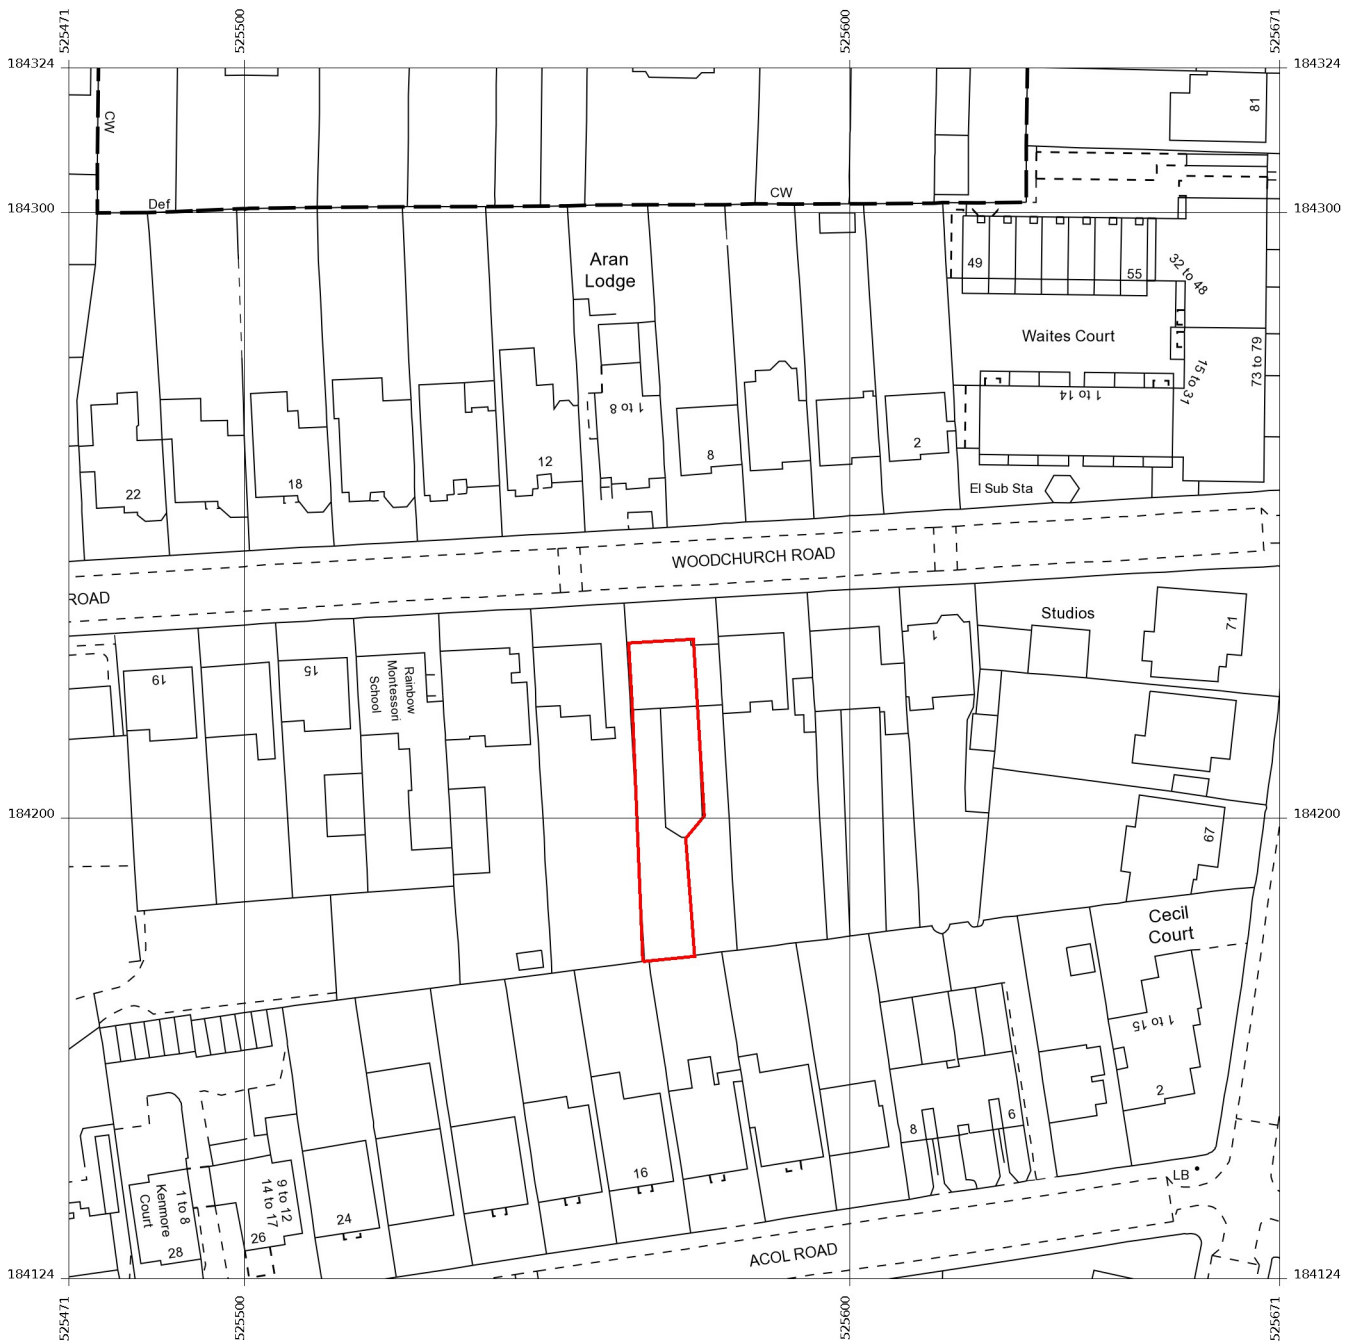 525471
525500
525600
525671
184324
184324
CW
81
Def
CW
184300
184300
Aran
Lodge
49
55
32 to 48
Waites Court
73 to 79
15 to 31
1 to 14
1 to 8
2
8
12
18
22
El Sub Sta
WOODCHURCH ROAD
ROAD
Studios
71
1
19
15
Rainbow
Montessori
School
184200
184200
67
Cecil
Court
1 to 15
2
6
8
16
LB
24
9 to 12
14 to 17
26
1 to 8
Kenmore
Court
28
ACOL ROAD
184124
184124
525471
525500
525600
525671